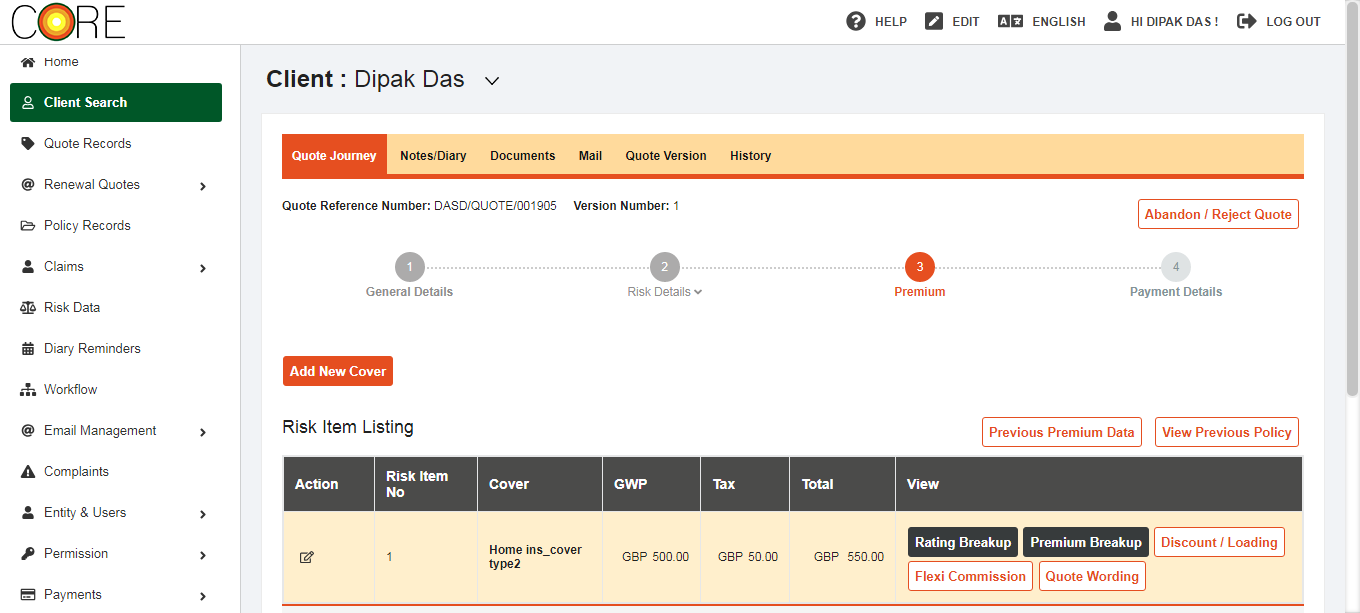 CORE
HELP EDIT ENGLISH HI DIPAK DAS ! LOG OUT
Home
Client Search
Quote Records
Renewal Quotes
Policy Records
Claims
Risk Data
Diary Reminders
Workflow
Email Management
Complaints
Entity & Users
Permission
Payments
Client : Dipak Das
Quote Journey Notes/Diary Documents Mail Quote Version History
Quote Reference Number: DASD/QUOTE/001905 Version Number: 1
Abandon / Reject Quote
1 2 3 4
General Details Risk Details Premium Payment Details
Add New Cover
Risk Item Listing
Previous Premium Data View Previous Policy
Action Risk Item No Cover GWP Tax Total View
1 Home ins_cover type2 GBP 500.00 GBP 50.00 GBP 550.00
Rating Breakup Premium Breakup Discount / Loading
Flexi Commission Quote Wording